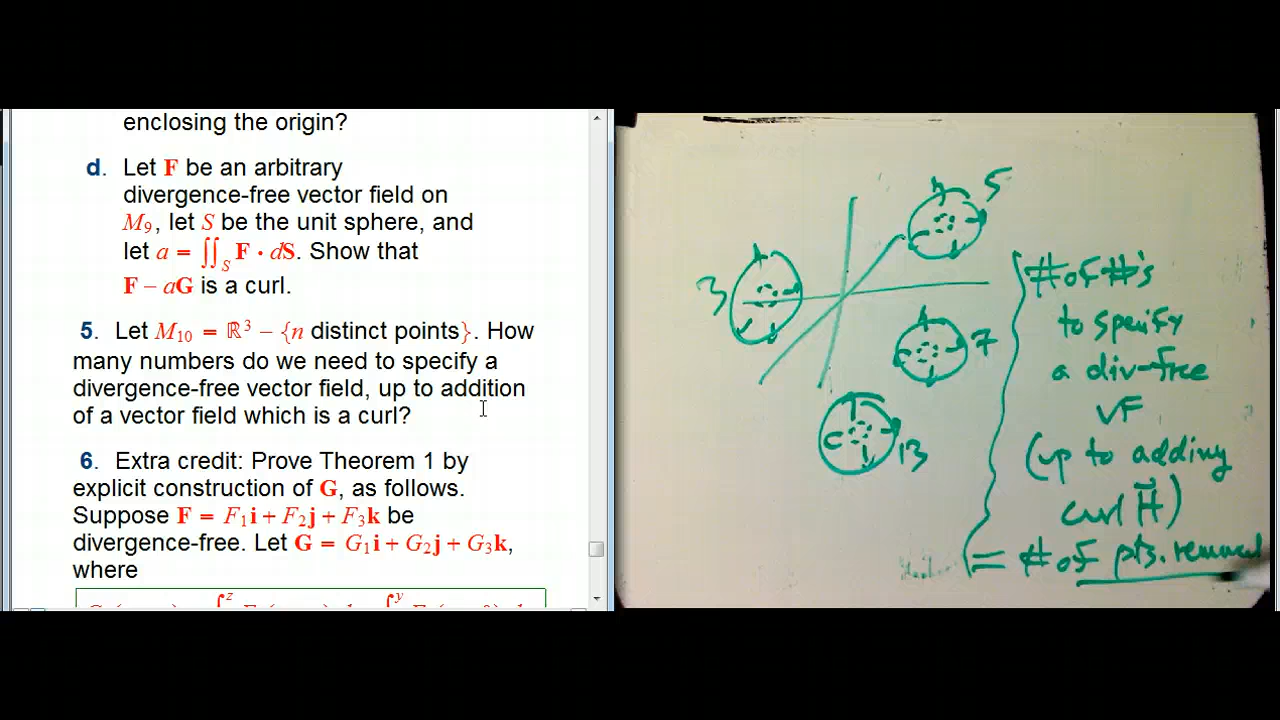 enclosing the origin?
d. Let F be an arbitrary
divergence-free vector field on
M₉, let S be the unit sphere, and
let a = ∬_S F • dS. Show that
F – aG is a curl.
5. Let M₁₀ = ℝ³ – {n distinct points}. How
many numbers do we need to specify a
divergence-free vector field, up to addition
of a vector field which is a curl?
6. Extra credit: Prove Theorem 1 by
explicit construction of G, as follows.
Suppose F = F₁i + F₂j + F₃k be
divergence-free. Let G = G₁i + G₂j + G₃k,
where
5
3
7
13
# of #'s
to specify
a div-free
VF
(up to adding
curl H⃗)
= # of pts. removed